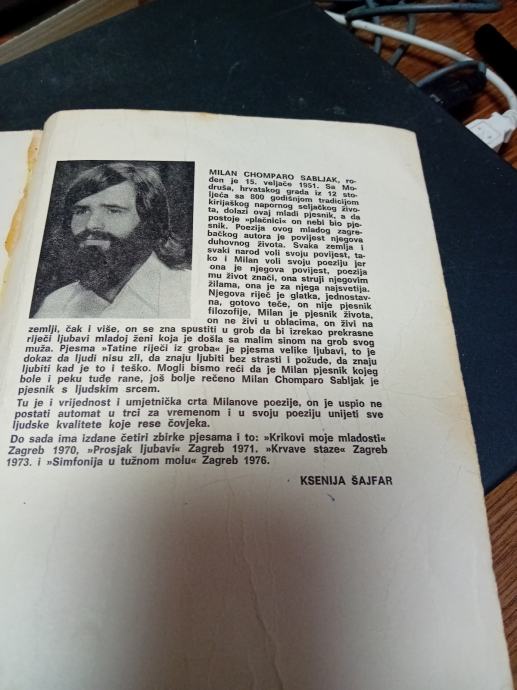 MILAN CHOMPARO SABLJAK, ro-
đen je 15. veljače 1951. Sa Mo-
druša, hrvatskog grada iz 12 sto-
ljeća sa 800 godišnjom tradicijom
kirijaškog napornog seljačkog živo-
ta, dolazi ovaj mladi pjesnik, a da
postoje »plačnici« on nebi bio pje-
snik. Poezija ovog mladog zagre-
bačkog autora je povijest njegova
duhovnog života. Svaka zemlja i
svaki narod voli svoju povijest, ta-
ko i Milan voli svoju poeziju jer
ona je njegova povijest, poezija
mu život znači, ona struji njegovim
žilama, ona je za njega najsvetija.
Njegova riječ je glatka, jednostav-
na, gotovo teče, on nije pjesnik
filozofije, Milan je pjesnik života,
on ne živi u oblacima, on živi na
zemlji, čak i više, on se zna spustiti u grob da bi izrekao prekrasne
riječi ljubavi mladoj ženi koja je došla sa malim sinom na grob svog
muža. Pjesma »Tatine riječi iz groba« je pjesma velike ljubavi, to je
dokaz da ljudi nisu zli, da znaju ljubiti bez strasti i požude, da znaju
ljubiti kad je to i teško. Mogli bismo reći da je Milan pjesnik kojeg
bole i peku tuđe rane, još bolje rečeno Milan Chomparo Sabljak je
pjesnik s ljudskim srcem.
Tu je i vrijednost i umjetnička crta Milanove poezije, on je uspio ne
postati automat u trci za vremenom i u svoju poeziju unijeti sve
ljudske kvalitete koje rese čovjeka.
Do sada ima izdane četiri zbirke pjesama i to: »Krikovi moje mladosti«
Zagreb 1970, »Prosjak ljubavi« Zagreb 1971. »Krvave staze« Zagreb
1973. i »Simfonija u tužnom molu« Zagreb 1976.
KSENIJA ŠAJFAR